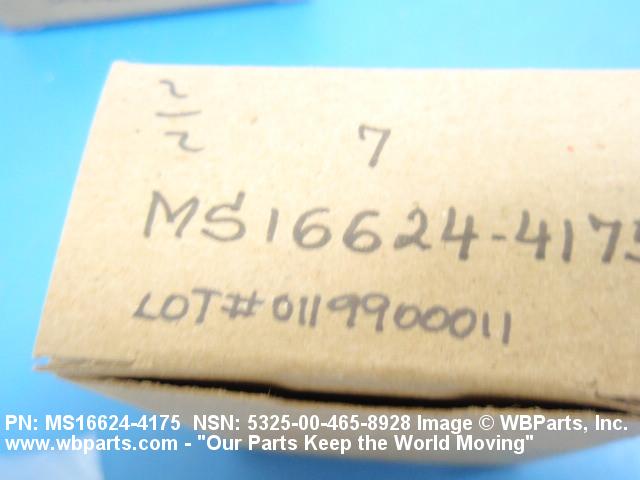 2
2
7
MS16624-4175
LOT#0119900011
PN: MS16624-4175 NSN: 5325-00-465-8928 Image © WBParts, Inc.
www.wbparts.com - "Our Parts Keep the World Moving"